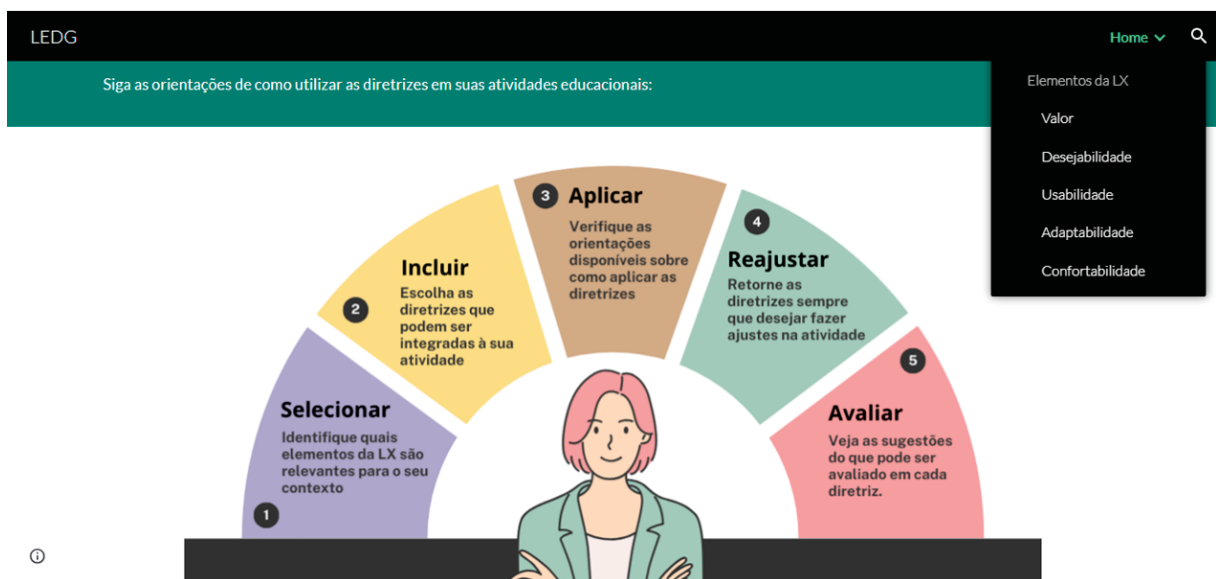 LEDG
Home
Siga as orientações de como utilizar as diretrizes em suas atividades educacionais:
Elementos da LX
Valor
Desejabilidade
Usabilidade
Adaptabilidade
Confortabilidade
1
Selecionar
Identifique quais
elementos da LX são
relevantes para o seu
contexto
2
Incluir
Escolha as
diretrizes que
podem ser
integradas à sua
atividade
3
Aplicar
Verifique as
orientações
disponíveis sobre
como aplicar as
diretrizes
4
Reajustar
Retorne as
diretrizes sempre
que desejar fazer
ajustes na atividade
5
Avaliar
Veja as sugestões
do que pode ser
avaliado em cada
diretriz.